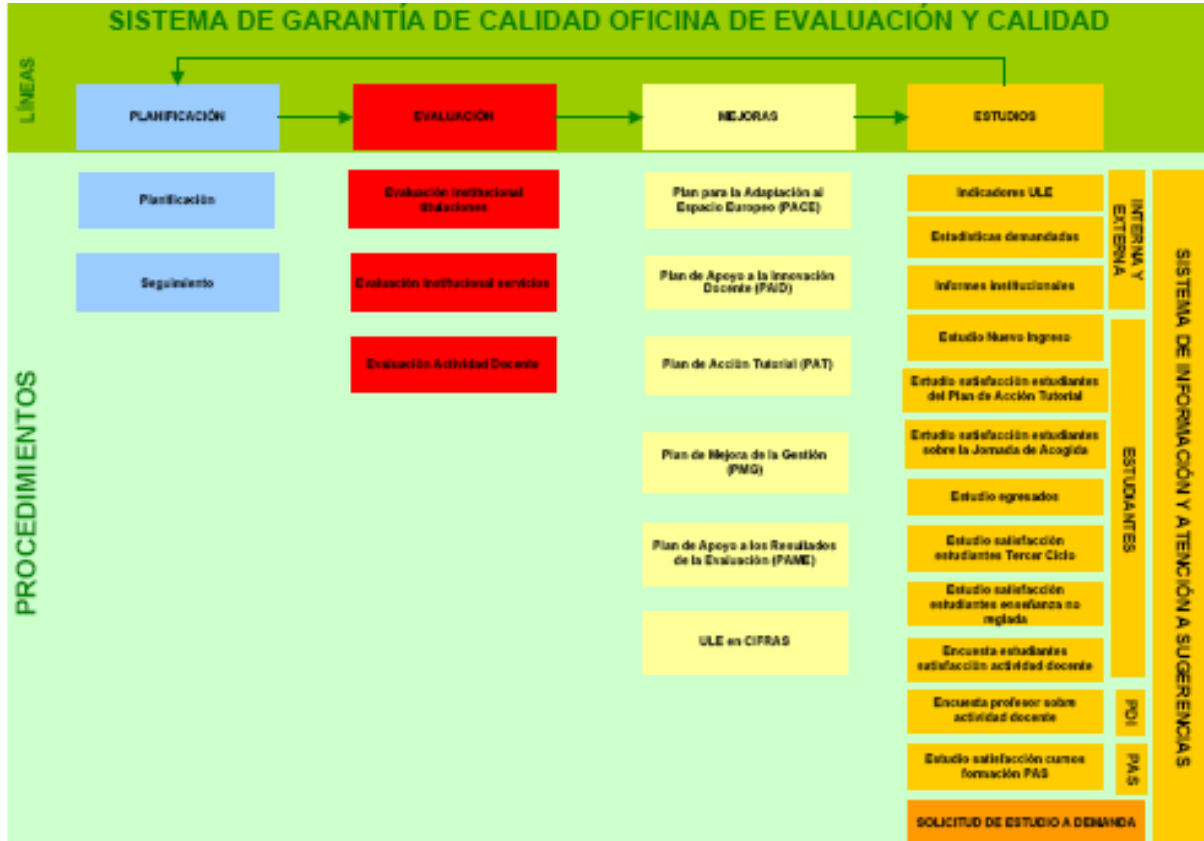 SISTEMA DE GARANTÍA DE CALIDAD OFICINA DE EVALUACIÓN Y CALIDAD
LÍNEAS
PLANIFICACIÓN
EVALUACIÓN
MEJORAS
ESTUDIOS
PROCEDIMIENTOS
Planificación
Seguimiento
Evaluación institucional
titulaciones
Evaluación institucional servicios
Evaluación Actividad Docente
Plan para la Adaptación al
Espacio Europeo (PACE)
Plan de Apoyo a la Innovación
Docente (PAID)
Plan de Acción Tutorial (PAT)
Plan de Mejora de la Gestión
(PMG)
Plan de Apoyo a los Resultados
de la Evaluación (PAME)
ULE en CIFRAS
Indicadores ULE
Estadísticas demandadas
Informes institucionales
Estudio Nuevo Ingreso
Estudio satisfacción estudiantes
del Plan de Acción Tutorial
Estudio satisfacción estudiantes
sobre la Jornada de Acogida
Estudio egresados
Estudio satisfacción
estudiantes Tercer Ciclo
Estudio satisfacción
estudiantes enseñanza no
reglada
Encuesta estudiantes
satisfacción actividad docente
Encuesta profesor sobre
actividad docente
Estudio satisfacción cursos
formación PAS
SOLICITUD DE ESTUDIO A DEMANDA
INTERNA Y
EXTERNA
ESTUDIANTES
PDI
PAS
SISTEMA DE INFORMACIÓN Y ATENCIÓN A SUGERENCIAS